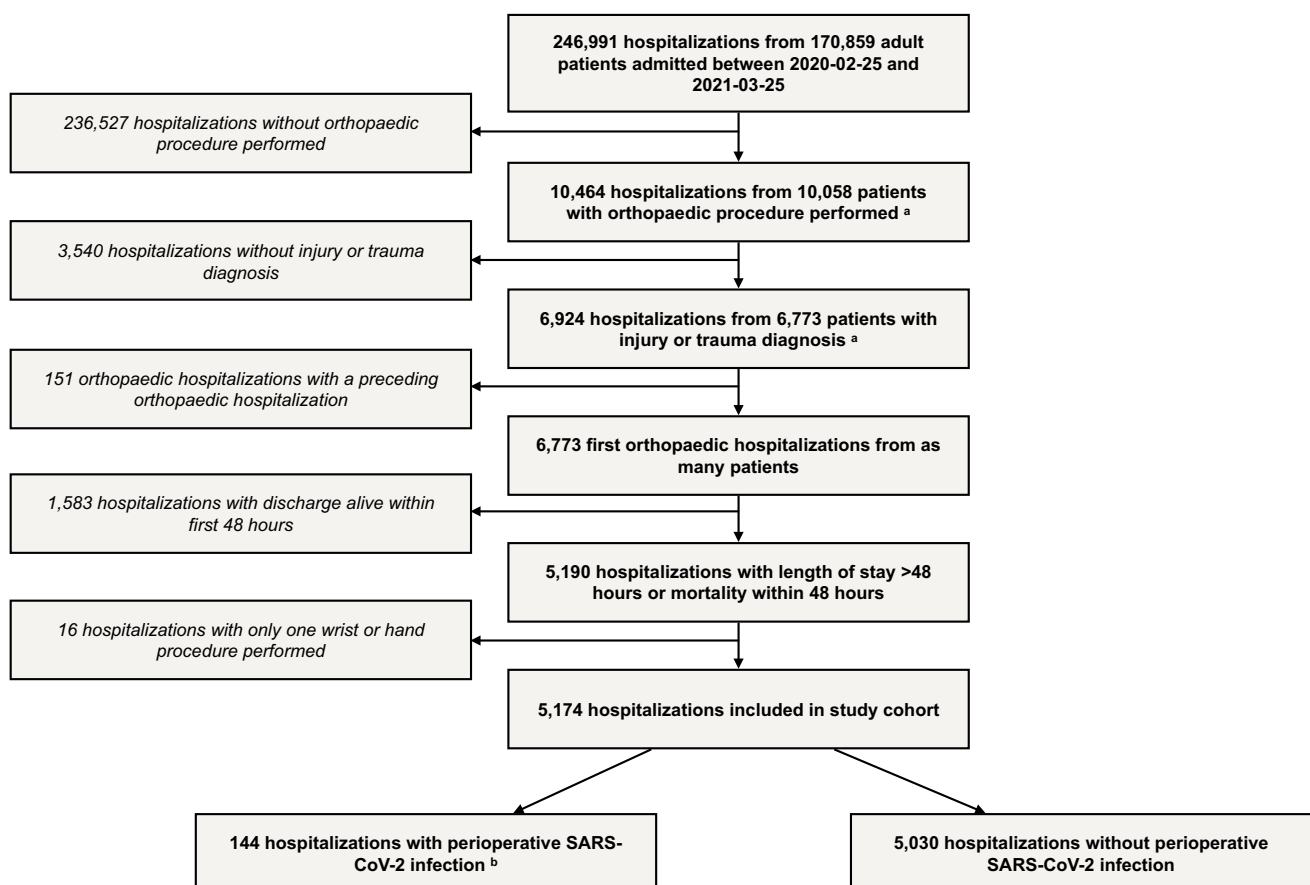 246,991 hospitalizations from 170,859 adult
patients admitted between 2020-02-25 and
2021-03-25
236,527 hospitalizations without orthopaedic
procedure performed
10,464 hospitalizations from 10,058 patients
with orthopaedic procedure performed ᵃ
3,540 hospitalizations without injury or trauma
diagnosis
6,924 hospitalizations from 6,773 patients with
injury or trauma diagnosis ᵃ
151 orthopaedic hospitalizations with a preceding
orthopaedic hospitalization
6,773 first orthopaedic hospitalizations from as
many patients
1,583 hospitalizations with discharge alive within
first 48 hours
5,190 hospitalizations with length of stay >48
hours or mortality within 48 hours
16 hospitalizations with only one wrist or hand
procedure performed
5,174 hospitalizations included in study cohort
144 hospitalizations with perioperative SARS-
CoV-2 infection ᵇ
5,030 hospitalizations without perioperative
SARS-CoV-2 infection